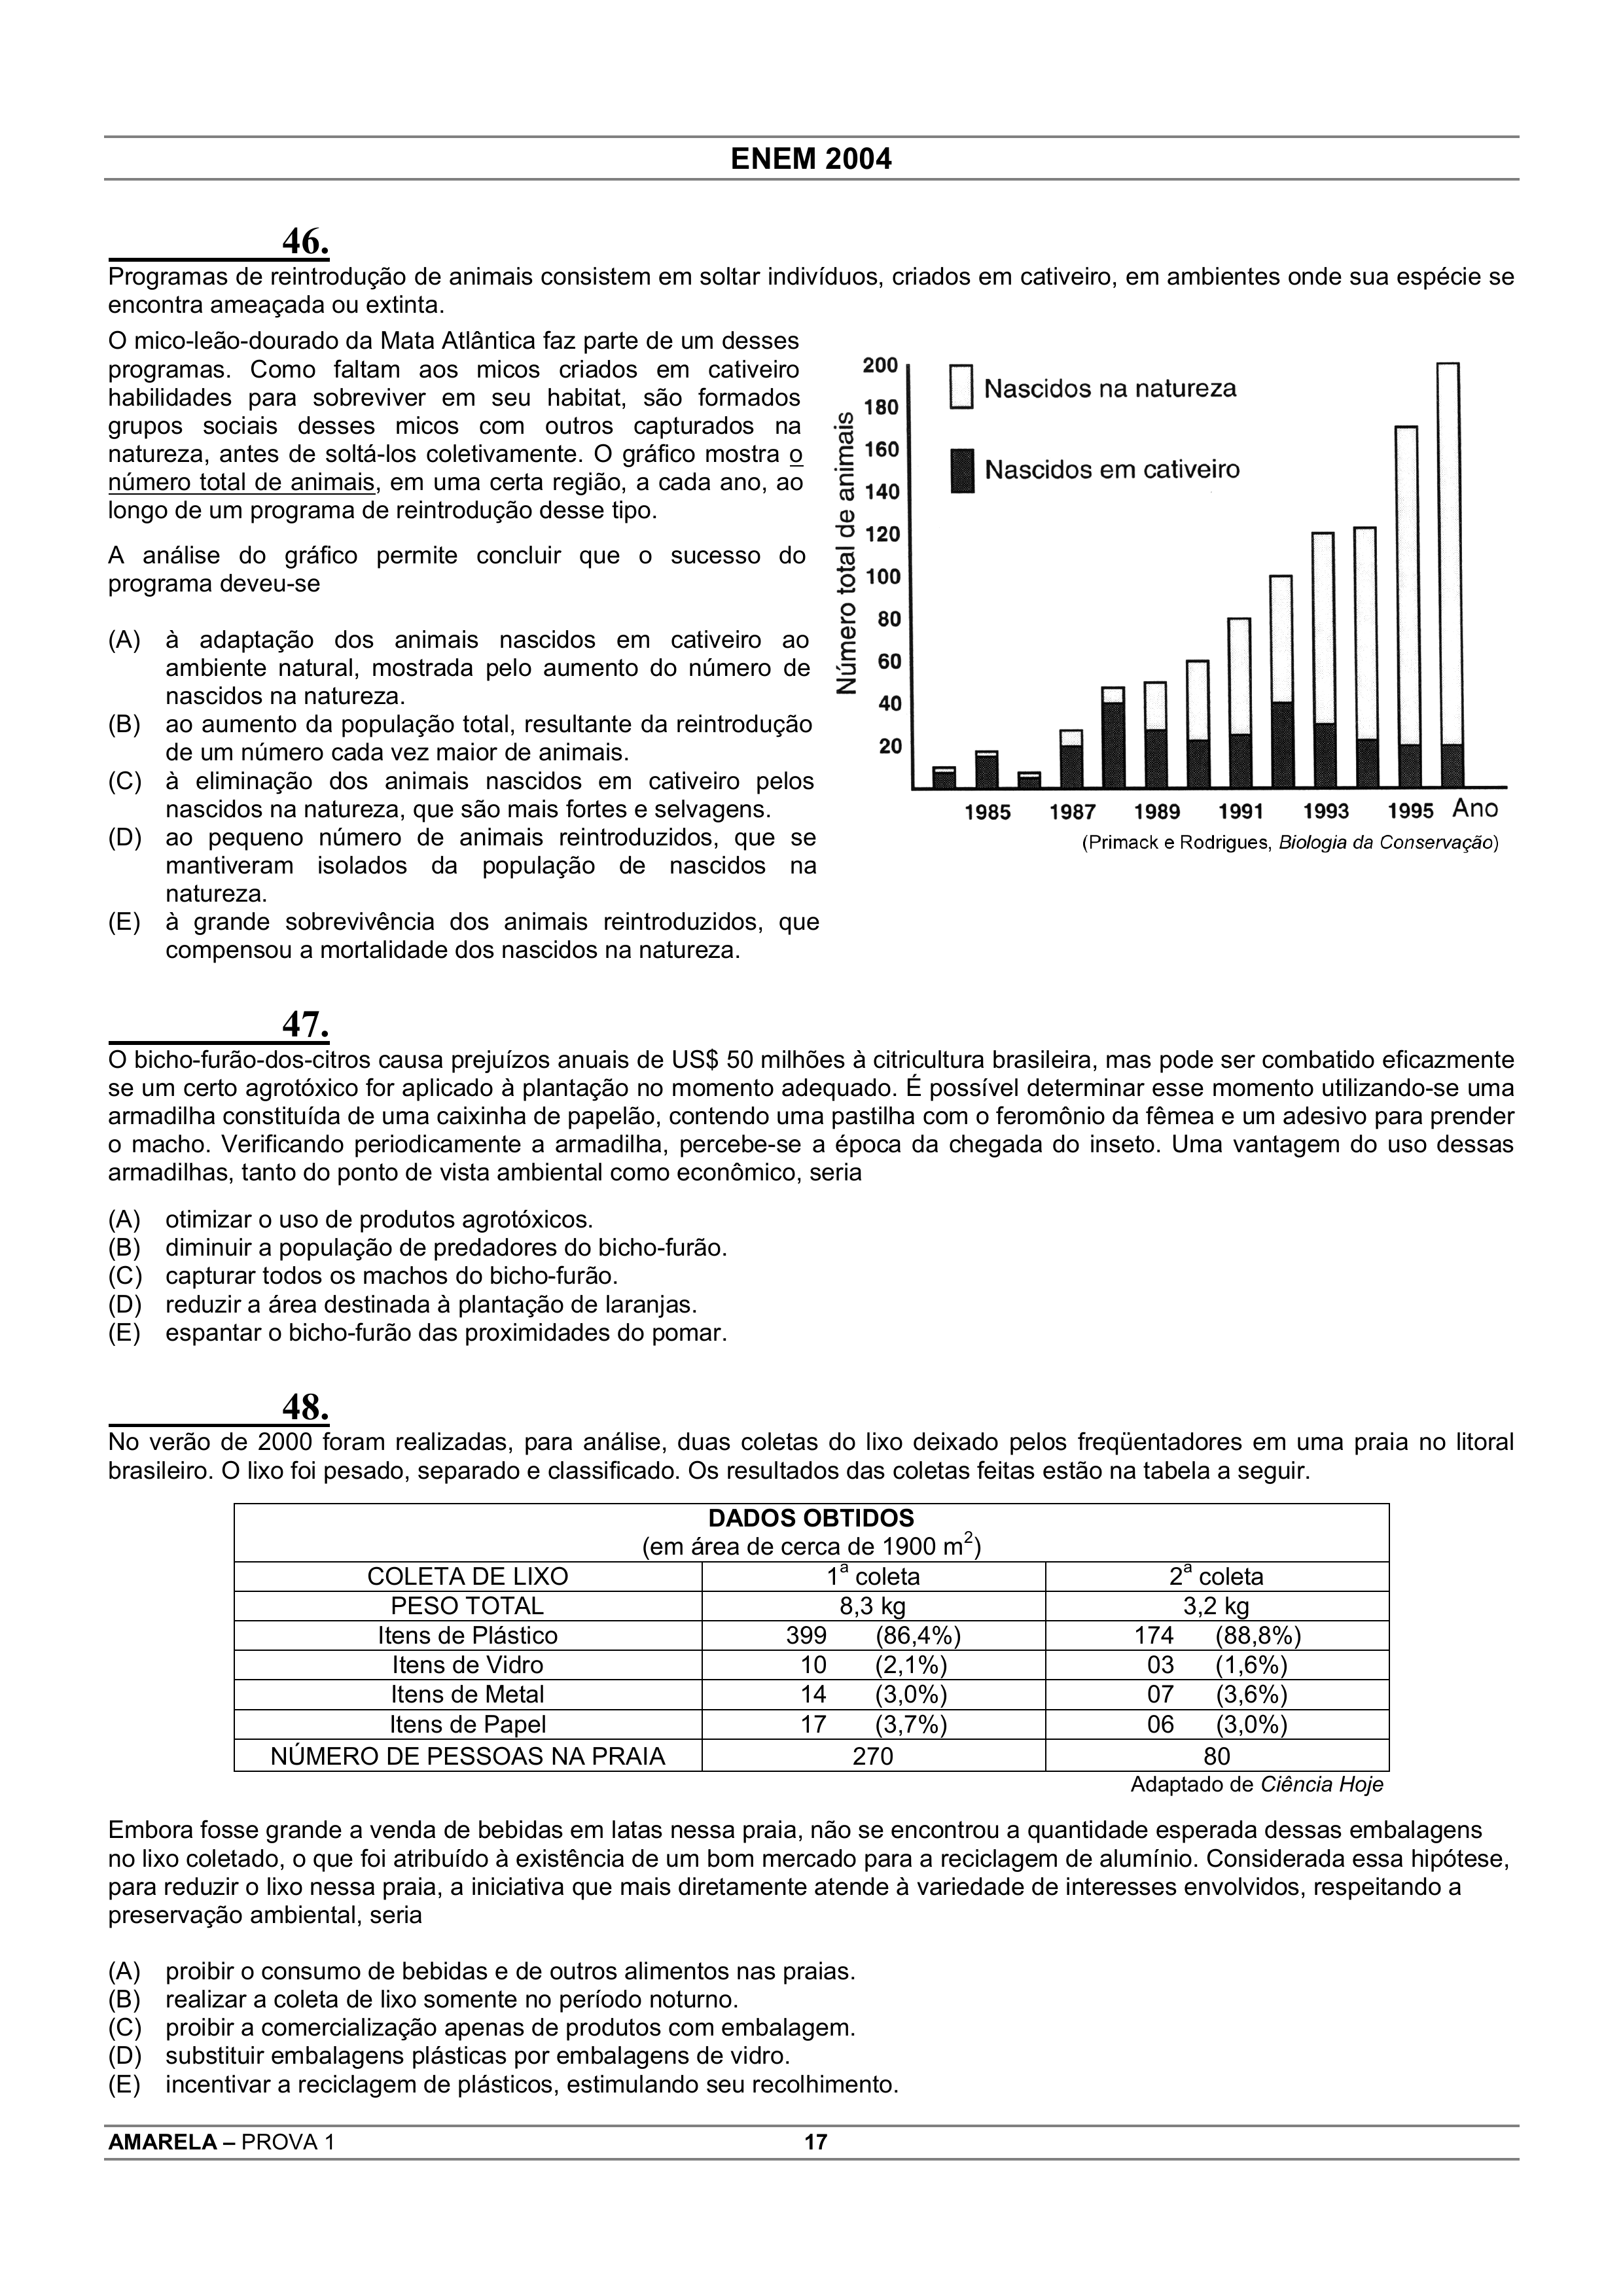 ENEM 2004
46.
Programas de reintrodução de animais consistem em soltar indivíduos, criados em cativeiro, em ambientes onde sua espécie se
encontra ameaçada ou extinta.
O mico-leão-dourado da Mata Atlântica faz parte de um desses
programas. Como faltam aos micos criados em cativeiro
habilidades para sobreviver em seu habitat, são formados
grupos sociais desses micos com outros capturados na
natureza, antes de soltá-los coletivamente. O gráfico mostra o
número total de animais, em uma certa região, a cada ano, ao
longo de um programa de reintrodução desse tipo.
A análise do gráfico permite concluir que o sucesso do
programa deveu-se
(A) à adaptação dos animais nascidos em cativeiro ao
ambiente natural, mostrada pelo aumento do número de
nascidos na natureza.
(B) ao aumento da população total, resultante da reintrodução
de um número cada vez maior de animais.
(C) à eliminação dos animais nascidos em cativeiro pelos
nascidos na natureza, que são mais fortes e selvagens.
(D) ao pequeno número de animais reintroduzidos, que se
mantiveram isolados da população de nascidos na
natureza.
(E) à grande sobrevivência dos animais reintroduzidos, que
compensou a mortalidade dos nascidos na natureza.
Número total de animais
200
180
160
140
120
100
80
60
40
20
Nascidos na natureza
Nascidos em cativeiro
1985 1987 1989 1991 1993 1995 Ano
(Primack e Rodrigues, Biologia da Conservação)
47.
O bicho-furão-dos-citros causa prejuízos anuais de US$ 50 milhões à citricultura brasileira, mas pode ser combatido eficazmente
se um certo agrotóxico for aplicado à plantação no momento adequado. É possível determinar esse momento utilizando-se uma
armadilha constituída de uma caixinha de papelão, contendo uma pastilha com o feromônio da fêmea e um adesivo para prender
o macho. Verificando periodicamente a armadilha, percebe-se a época da chegada do inseto. Uma vantagem do uso dessas
armadilhas, tanto do ponto de vista ambiental como econômico, seria
(A) otimizar o uso de produtos agrotóxicos.
(B) diminuir a população de predadores do bicho-furão.
(C) capturar todos os machos do bicho-furão.
(D) reduzir a área destinada à plantação de laranjas.
(E) espantar o bicho-furão das proximidades do pomar.
48.
No verão de 2000 foram realizadas, para análise, duas coletas do lixo deixado pelos freqüentadores em uma praia no litoral
brasileiro. O lixo foi pesado, separado e classificado. Os resultados das coletas feitas estão na tabela a seguir.
DADOS OBTIDOS
(em área de cerca de 1900 m²)
COLETA DE LIXO 1ª coleta 2ª coleta
PESO TOTAL 8,3 kg 3,2 kg
Itens de Plástico 399 (86,4%) 174 (88,8%)
Itens de Vidro 10 (2,1%) 03 (1,6%)
Itens de Metal 14 (3,0%) 07 (3,6%)
Itens de Papel 17 (3,7%) 06 (3,0%)
NÚMERO DE PESSOAS NA PRAIA 270 80
Adaptado de Ciência Hoje
Embora fosse grande a venda de bebidas em latas nessa praia, não se encontrou a quantidade esperada dessas embalagens
no lixo coletado, o que foi atribuído à existência de um bom mercado para a reciclagem de alumínio. Considerada essa hipótese,
para reduzir o lixo nessa praia, a iniciativa que mais diretamente atende à variedade de interesses envolvidos, respeitando a
preservação ambiental, seria
(A) proibir o consumo de bebidas e de outros alimentos nas praias.
(B) realizar a coleta de lixo somente no período noturno.
(C) proibir a comercialização apenas de produtos com embalagem.
(D) substituir embalagens plásticas por embalagens de vidro.
(E) incentivar a reciclagem de plásticos, estimulando seu recolhimento.
AMARELA – PROVA 1 17